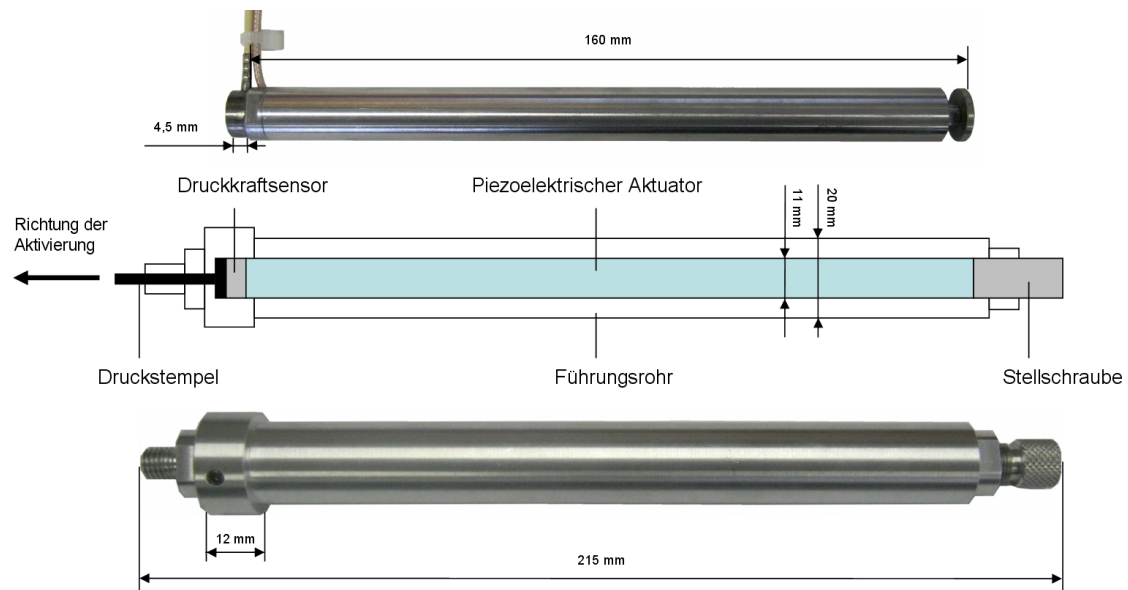 160 mm
4,5 mm
Druckkraftsensor
Piezoelektrischer Aktuator
11 mm
20 mm
Richtung der
Aktivierung
Druckstempel
Führungsrohr
Stellschraube
12 mm
215 mm